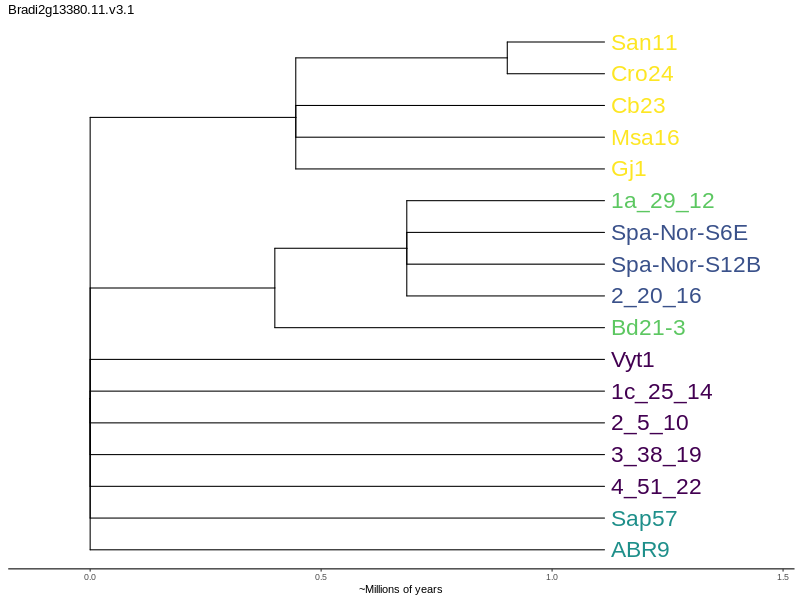 Bradi2g13380.11.v3.1
San11
Cro24
Cb23
Msa16
Gj1
1a_29_12
Spa-Nor-S6E
Spa-Nor-S12B
2_20_16
Bd21-3
Vyt1
1c_25_14
2_5_10
3_38_19
4_51_22
Sap57
ABR9
0.0 0.5 1.0 1.5
~Millions of years